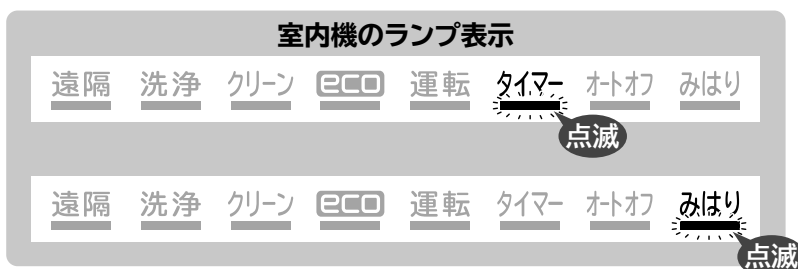 室内機のランプ表示
遠隔 洗浄 クリーン eco 運転 タイマー オートオフ みはり
点滅
遠隔 洗浄 クリーン eco 運転 タイマー オートオフ みはり
点滅